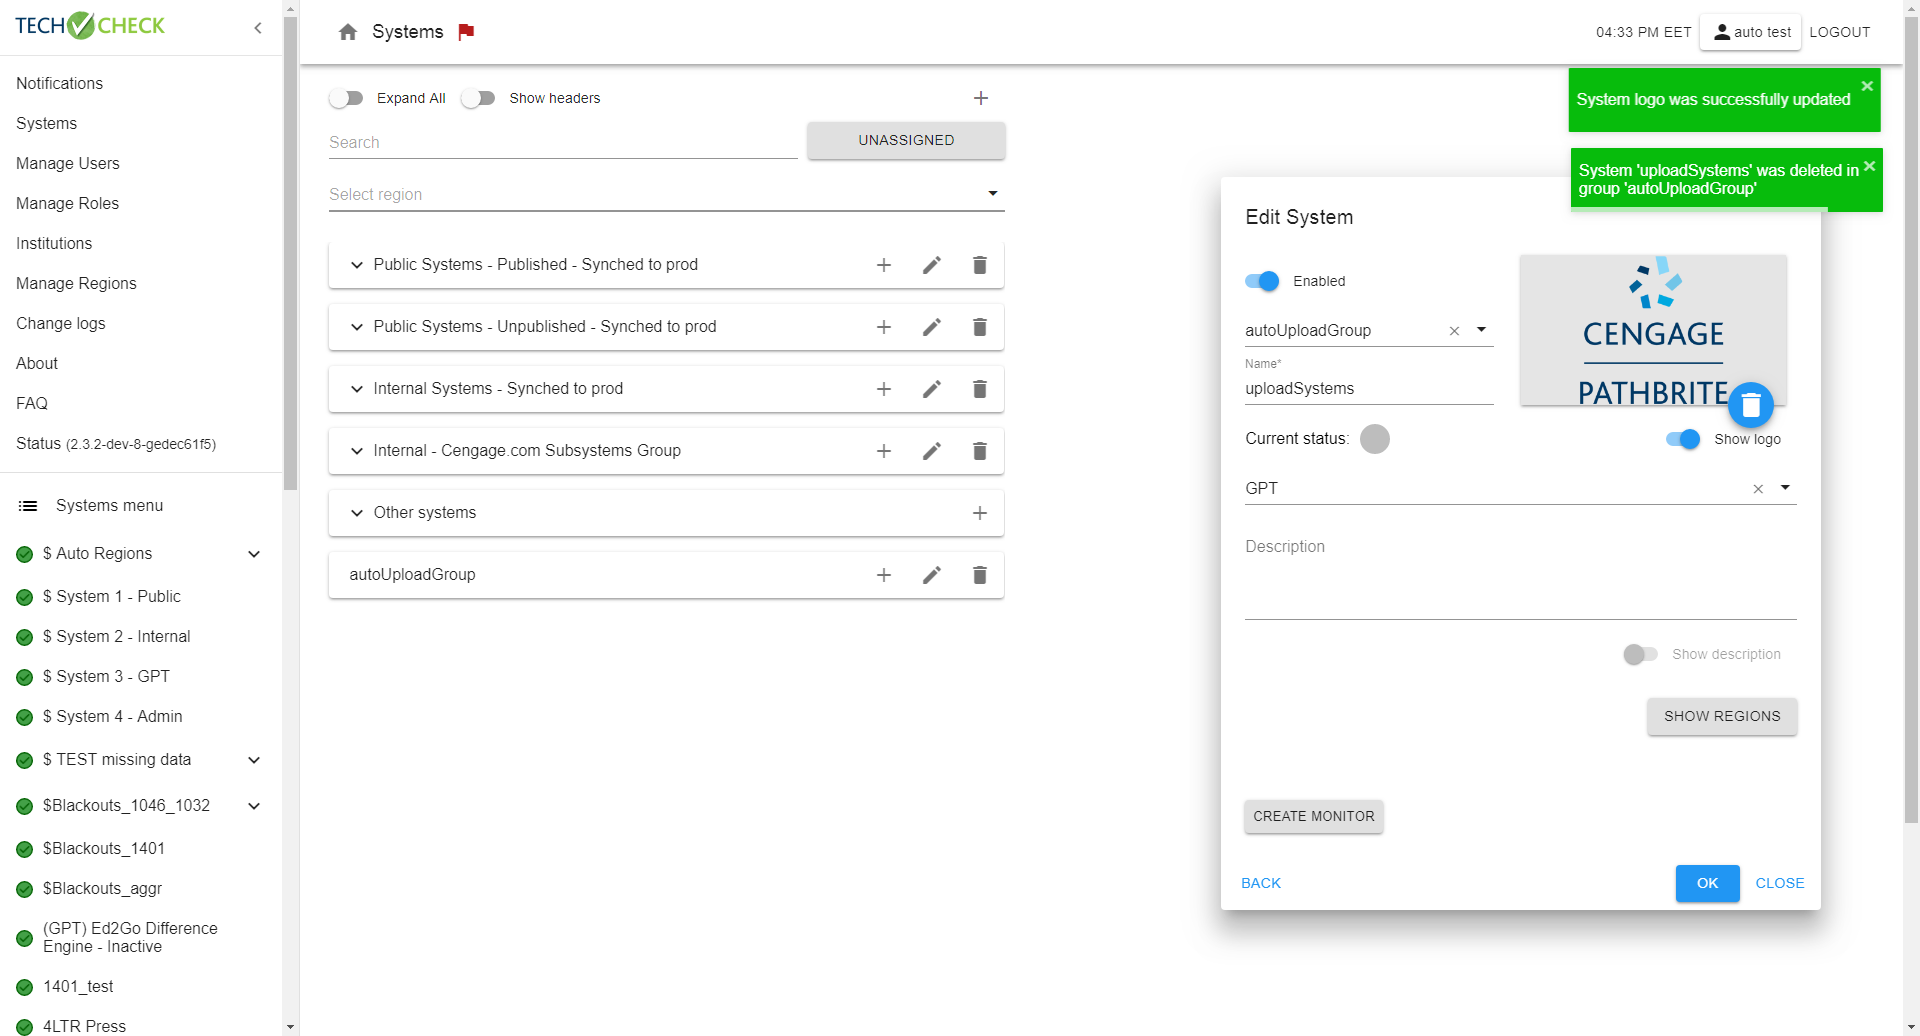 TECH CHECK
Systems
04:33 PM EET
auto test
LOGOUT
Notifications
Systems
Manage Users
Manage Roles
Institutions
Manage Regions
Change logs
About
FAQ
Status (2.3.2-dev-8-gedec61f5)
Systems menu
$ Auto Regions
$ System 1 - Public
$ System 2 - Internal
$ System 3 - GPT
$ System 4 - Admin
$ TEST missing data
$Blackouts_1046_1032
$Blackouts_1401
$Blackouts_aggr
(GPT) Ed2Go Difference
Engine - Inactive
1401_test
4LTR Press
Expand All
Show headers
Search
UNASSIGNED
Select region
Public Systems - Published - Synched to prod
Public Systems - Unpublished - Synched to prod
Internal Systems - Synched to prod
Internal - Cengage.com Subsystems Group
Other systems
autoUploadGroup
System logo was successfully updated
System 'uploadSystems' was deleted in
group 'autoUploadGroup'
Edit System
Enabled
autoUploadGroup
Name*
uploadSystems
CENGAGE
PATHBRITE
Current status:
Show logo
GPT
Description
Show description
SHOW REGIONS
CREATE MONITOR
BACK
OK
CLOSE